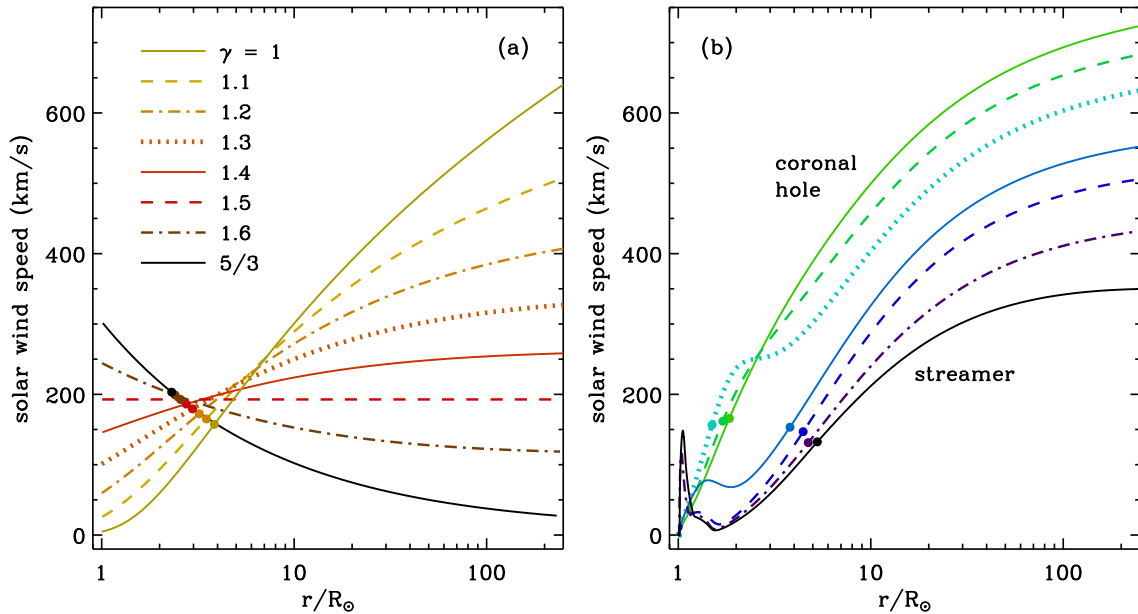 (a)
γ = 1
1.1
1.2
1.3
1.4
1.5
1.6
5/3
solar wind speed (km/s)
0
200
400
600
1
10
100
r/R☉
(b)
coronal
hole
streamer
solar wind speed (km/s)
0
200
400
600
1
10
100
r/R☉